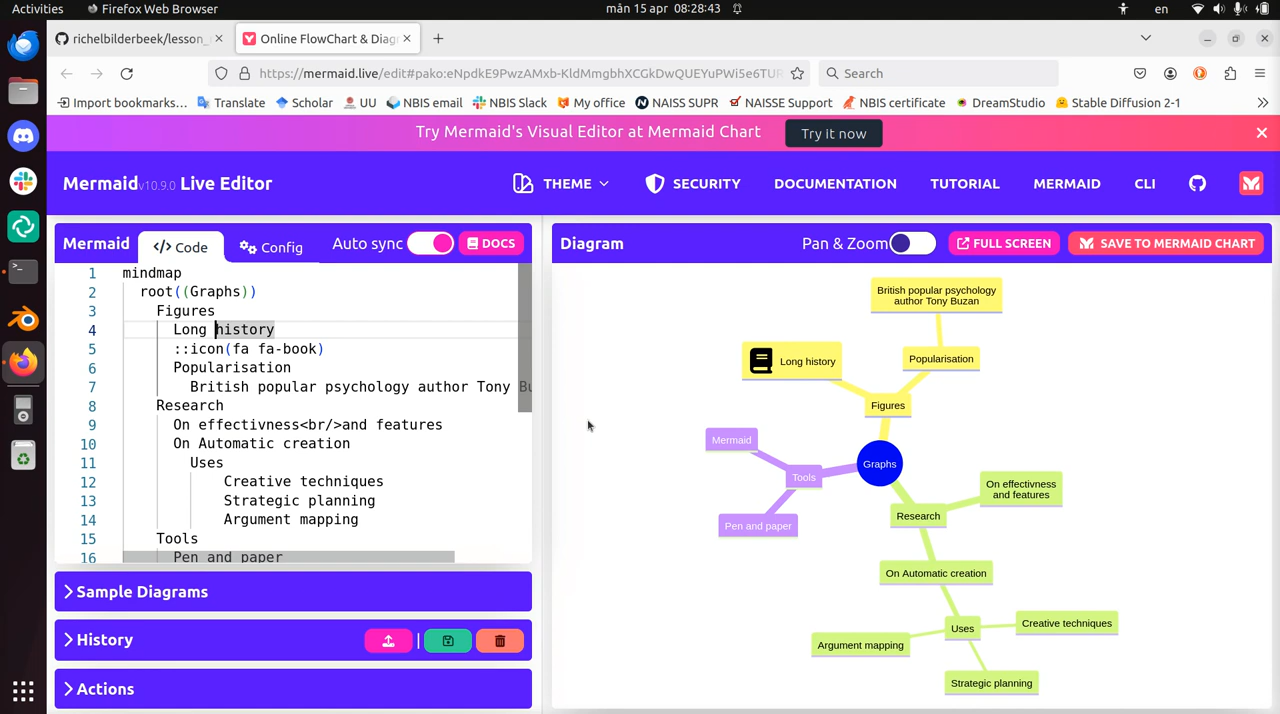 Activities
Firefox Web Browser
mån 15 apr 08:28:43
en
richelbilderbeek/lesson_
Online FlowChart & Diagr
https://mermaid.live/edit#pako:eNpdkE9PwzAMxb-KldMmgbhXCGkDwQUEYuPWi5e6TUR
Search
Import bookmarks…
Translate
Scholar
UU
NBIS email
NBIS Slack
My office
NAISS SUPR
NAISSE Support
NBIS certificate
DreamStudio
Stable Diffusion 2-1
Try Mermaid's Visual Editor at Mermaid Chart
Try it now
Mermaid v10.9.0 Live Editor
THEME
SECURITY
DOCUMENTATION
TUTORIAL
MERMAID
CLI
Mermaid
</> Code
Config
Auto sync
DOCS
1 mindmap
2 root((Graphs))
3 Figures
4 Long history
5 ::icon(fa fa-book)
6 Popularisation
7 British popular psychology author Tony Bu
8 Research
9 On effectivness<br/>and features
10 On Automatic creation
11 Uses
12 Creative techniques
13 Strategic planning
14 Argument mapping
15 Tools
16 Pen and paper
Sample Diagrams
History
Actions
Diagram
Pan & Zoom
FULL SCREEN
SAVE TO MERMAID CHART
British popular psychology
author Tony Buzan
Long history
Popularisation
Figures
Mermaid
Graphs
Tools
On effectivness
and features
Research
Pen and paper
On Automatic creation
Uses
Creative techniques
Argument mapping
Strategic planning